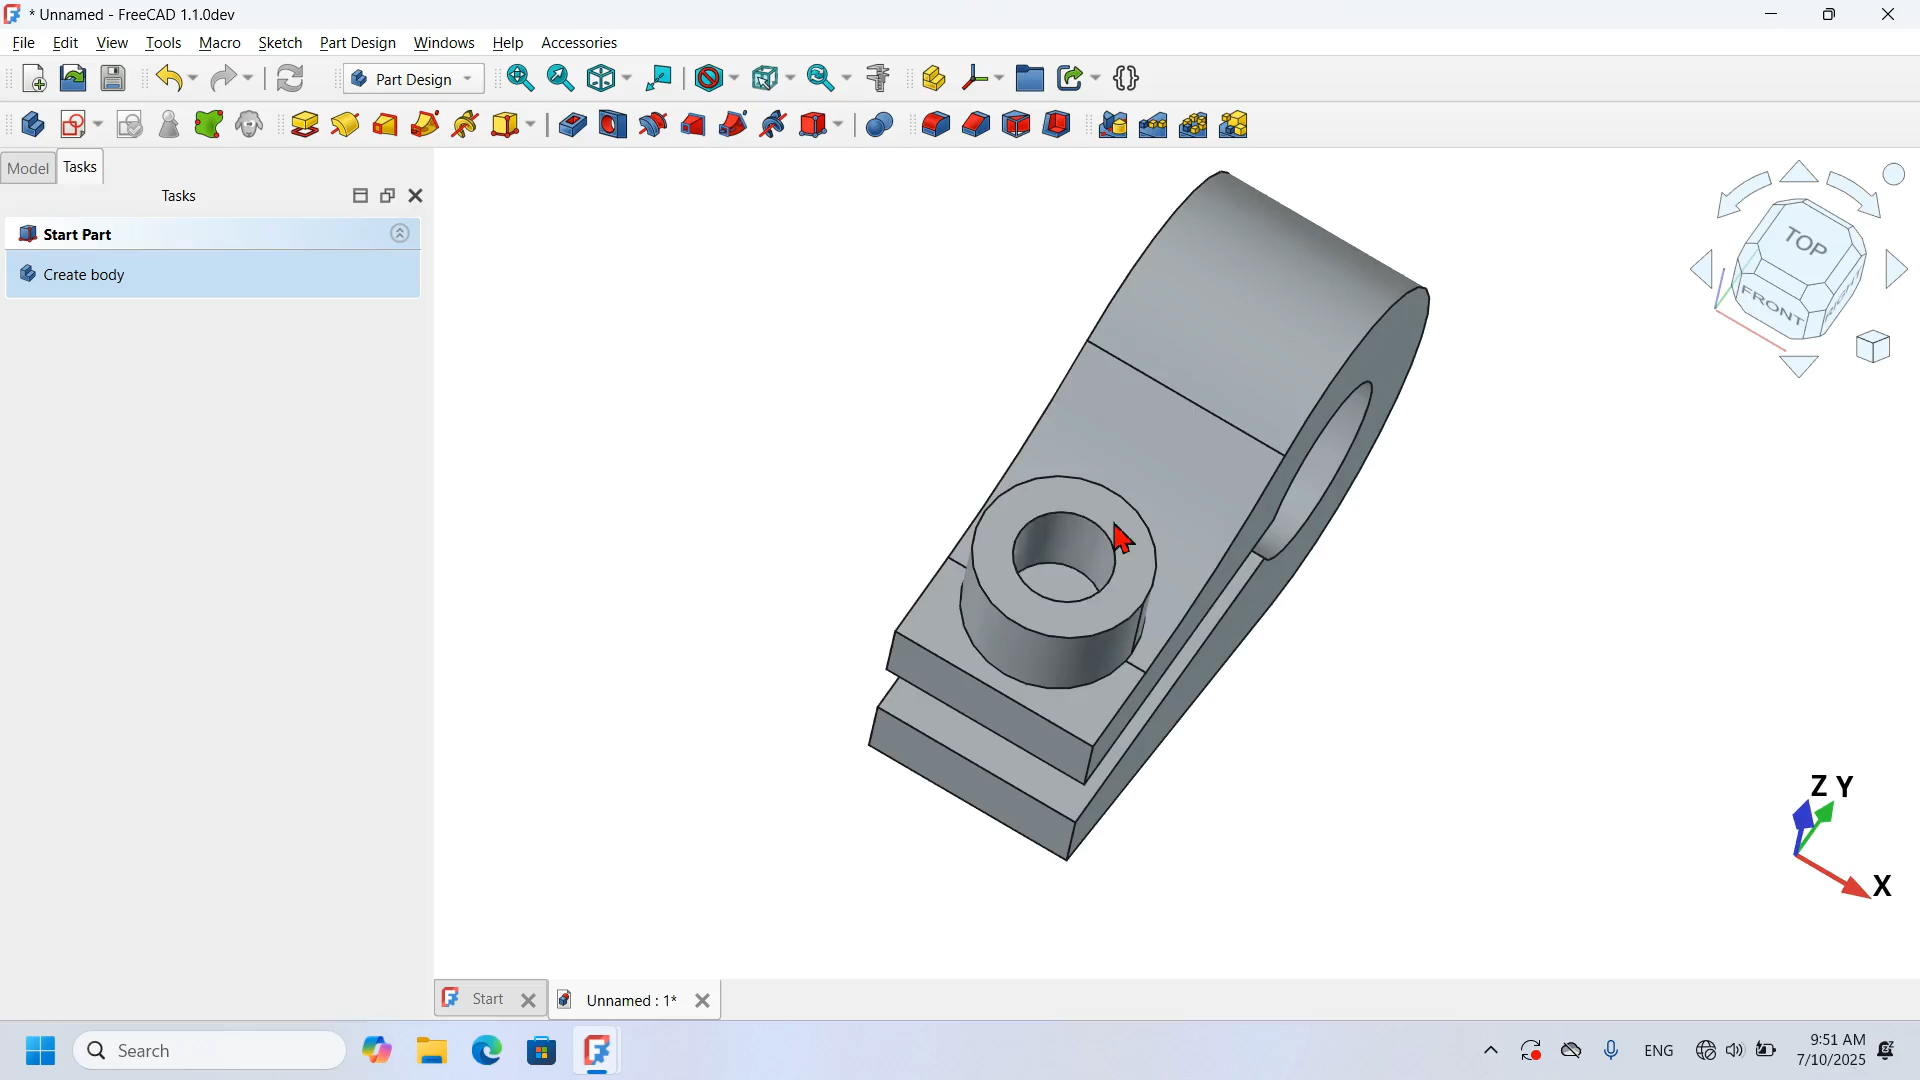 * Unnamed - FreeCAD 1.1.0dev
File Edit View Tools Macro Sketch Part Design Windows Help Accessories
Part Design
Model Tasks
Tasks
Start Part
Create body
TOP
FRONT
RIGHT
Z Y
X
Start
Unnamed : 1*
Search
ENG
9:51 AM
7/10/2025